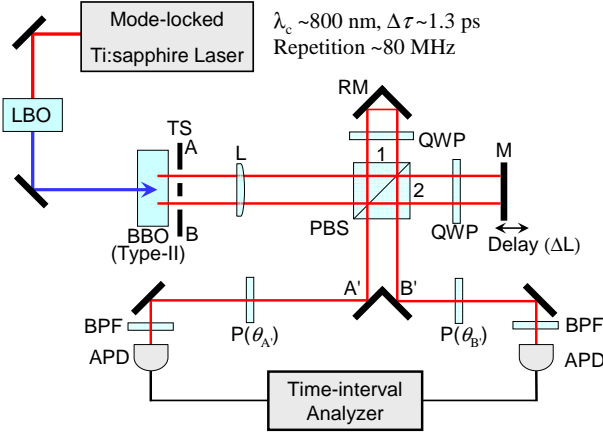 Mode-locked
Ti:sapphire Laser
λc ~800 nm, Δτ~1.3 ps
Repetition ~80 MHz
LBO
RM
QWP
TS
A
L
1
2
M
B
BBO
(Type-II)
PBS
QWP
Delay (ΔL)
A'
B'
BPF
P(θA')
P(θB')
BPF
APD
APD
Time-interval
Analyzer